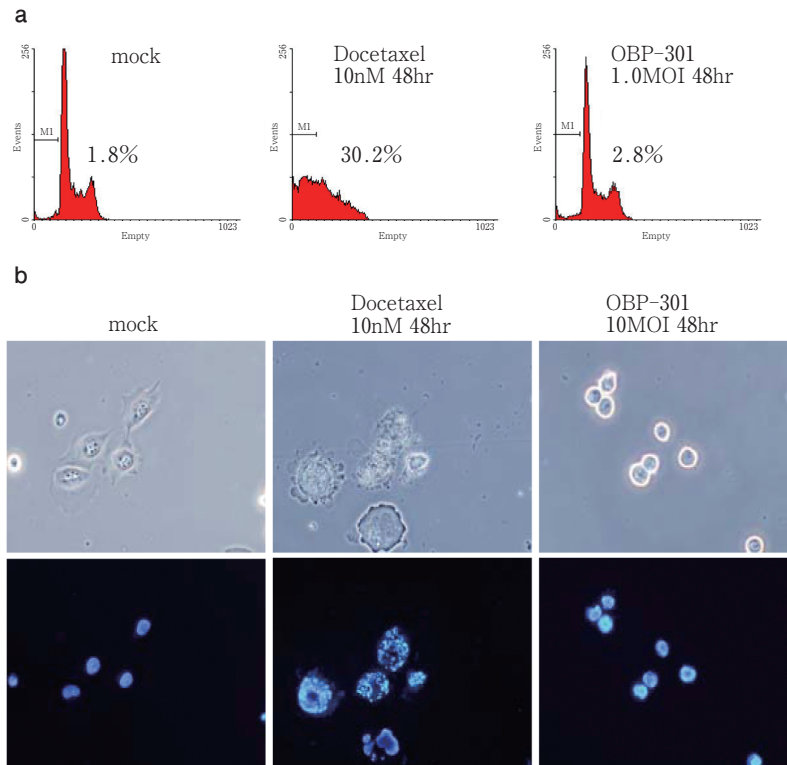 a
mock
Docetaxel
10nM 48hr
OBP-301
1.0MOI 48hr
256
Events
M1
1.8%
0
0
Empty
1023
256
Events
M1
30.2%
0
0
Empty
1023
256
Events
M1
2.8%
0
0
Empty
1023
b
mock
Docetaxel
10nM 48hr
OBP-301
10MOI 48hr